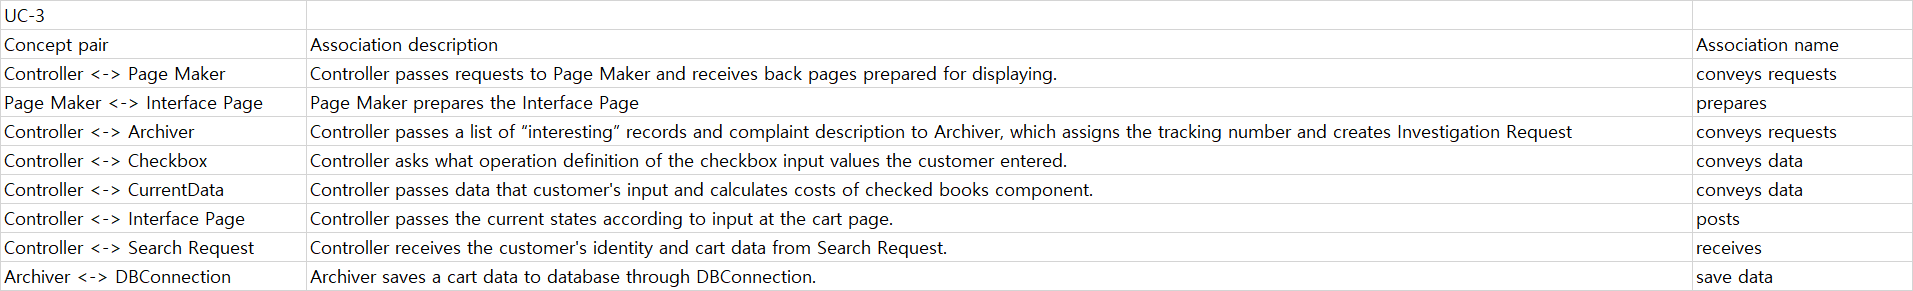 UC-3
Concept pair Association description Association name
Controller <-> Page Maker Controller passes requests to Page Maker and receives back pages prepared for displaying. conveys requests
Page Maker <-> Interface Page Page Maker prepares the Interface Page prepares
Controller <-> Archiver Controller passes a list of “interesting” records and complaint description to Archiver, which assigns the tracking number and creates Investigation Request conveys requests
Controller <-> Checkbox Controller asks what operation definition of the checkbox input values the customer entered. conveys data
Controller <-> CurrentData Controller passes data that customer's input and calculates costs of checked books component. conveys data
Controller <-> Interface Page Controller passes the current states according to input at the cart page. posts
Controller <-> Search Request Controller receives the customer's identity and cart data from Search Request. receives
Archiver <-> DBConnection Archiver saves a cart data to database through DBConnection. save data